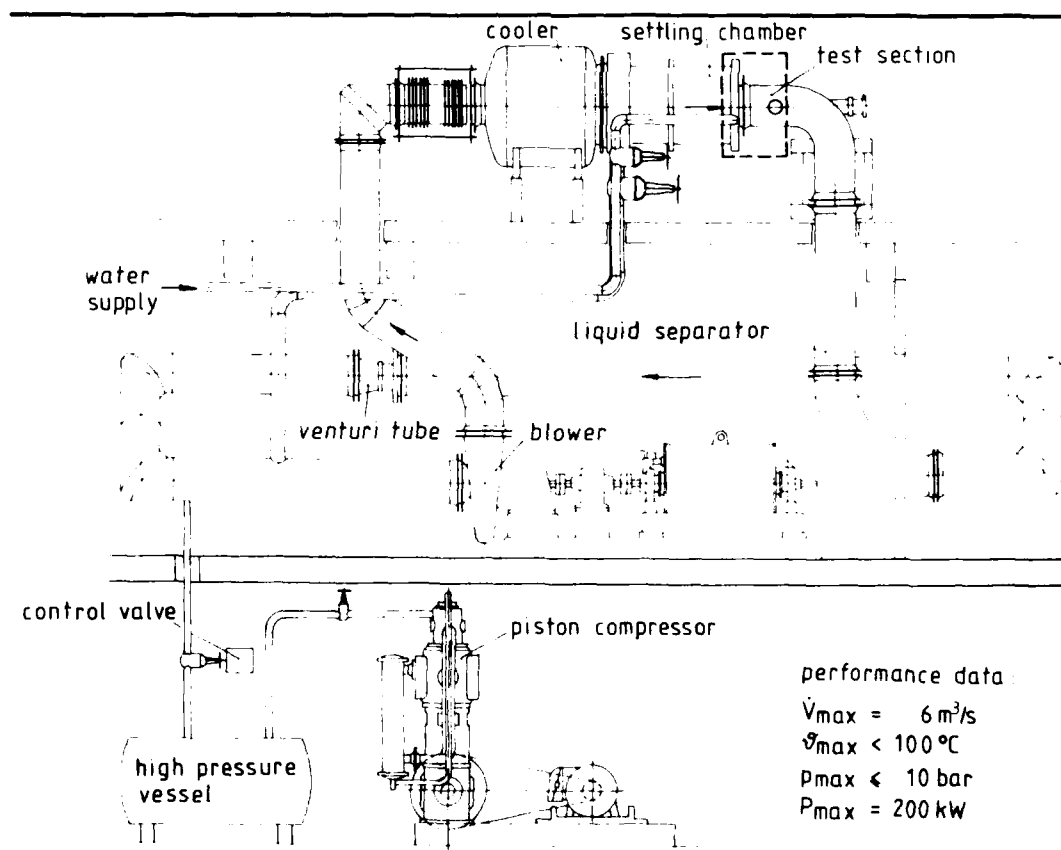 cooler
settling chamber
test section
water
supply
liquid separator
venturi tube
blower
control valve
piston compressor
high pressure
vessel
performance data:
V̇max = 6 m³/s
ϑmax < 100 °C
pmax ≤ 10 bar
Pmax = 200 kW